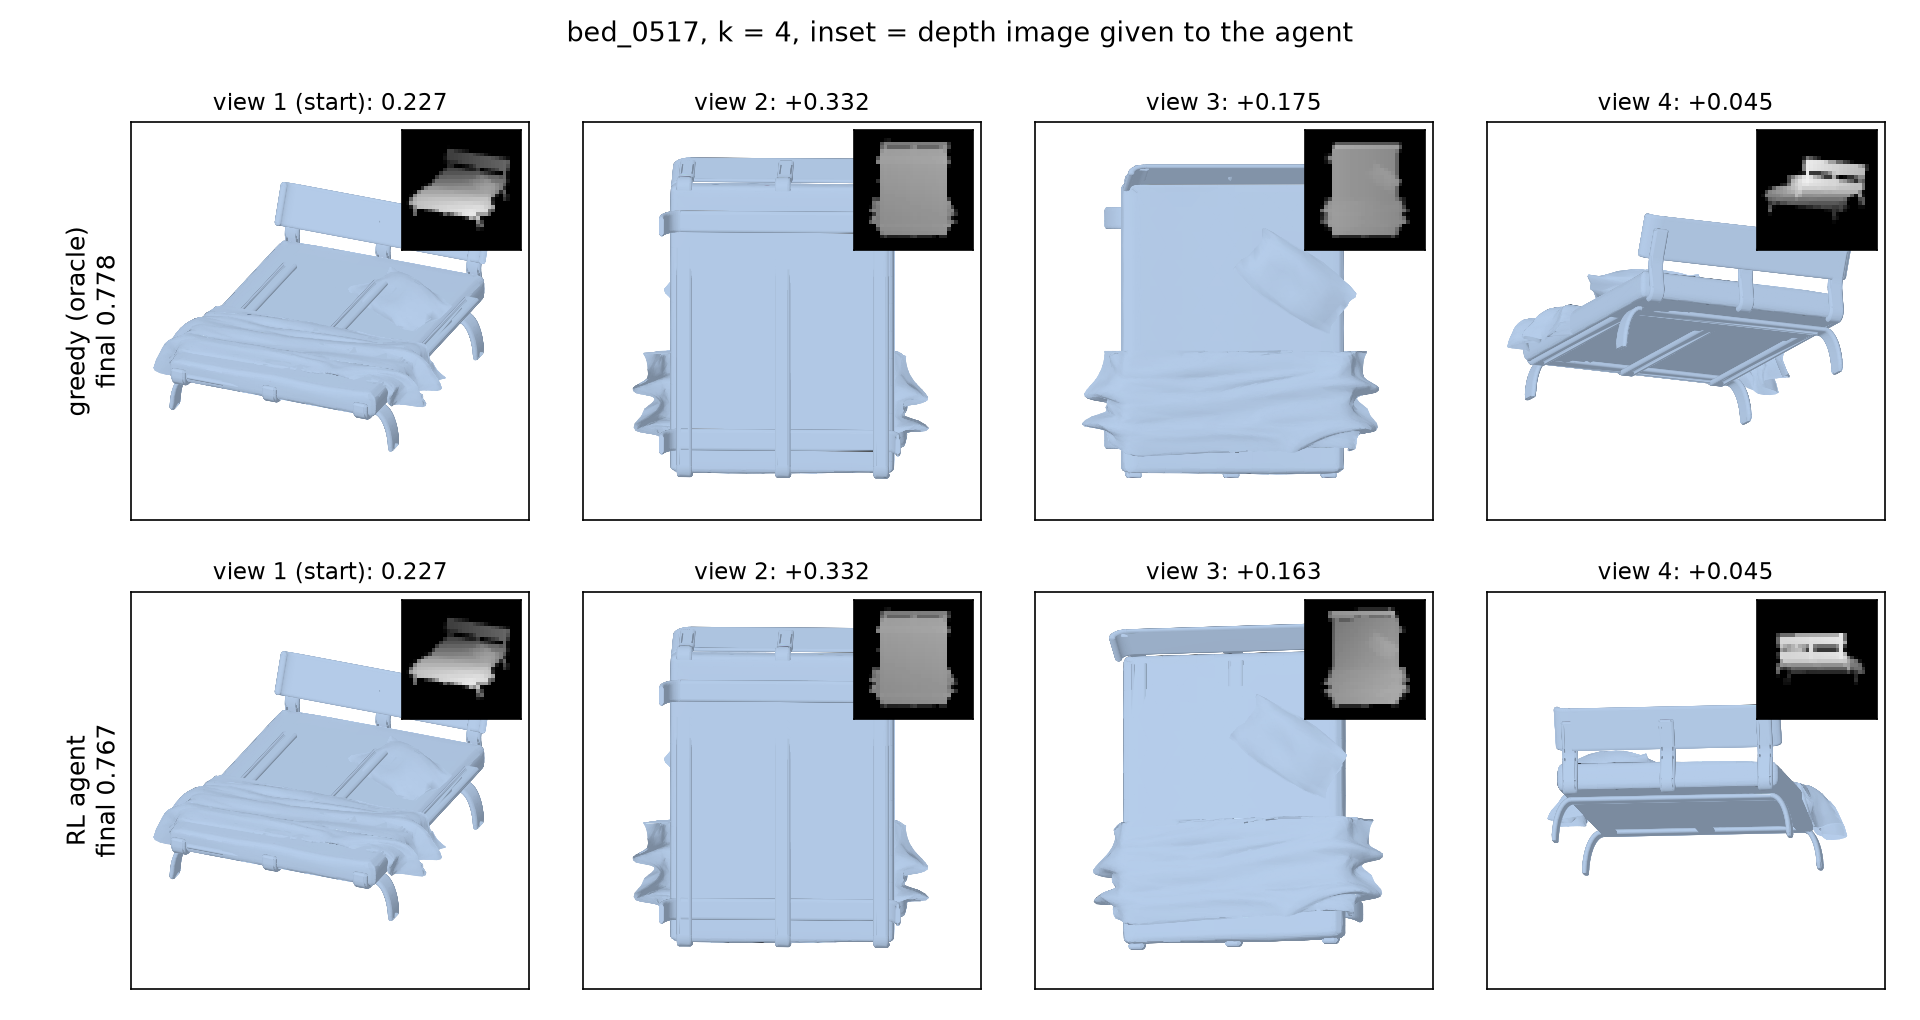 bed_0517, k = 4, inset = depth image given to the agent
greedy (oracle)
final 0.778
view 1 (start): 0.227
view 2: +0.332
view 3: +0.175
view 4: +0.045
RL agent
final 0.767
view 1 (start): 0.227
view 2: +0.332
view 3: +0.163
view 4: +0.045